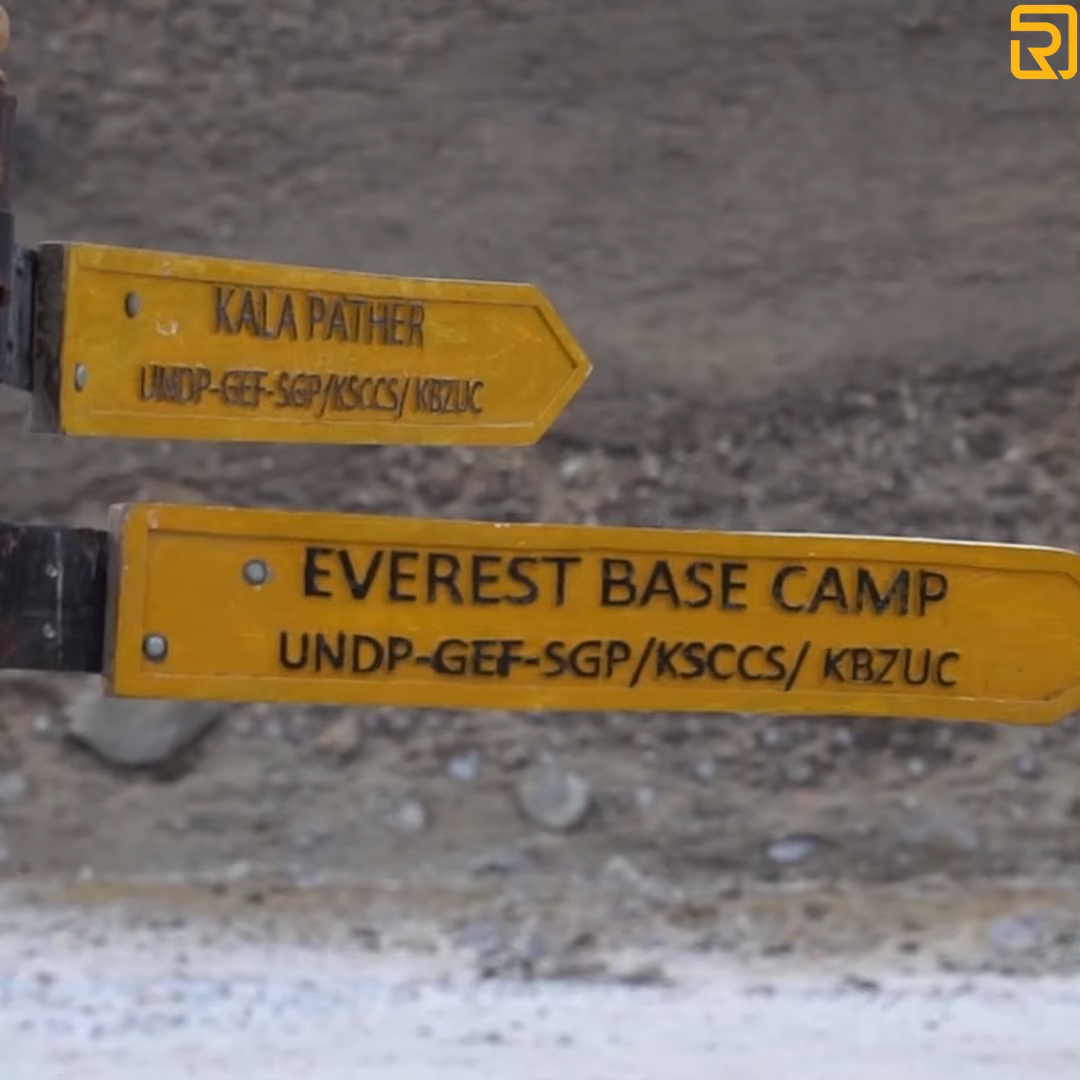 KALA PATHER
UNDP-GEF-SGP/KSCCS/ KBZUC
EVEREST BASE CAMP
UNDP-GEF-SGP/KSCCS/ KBZUC